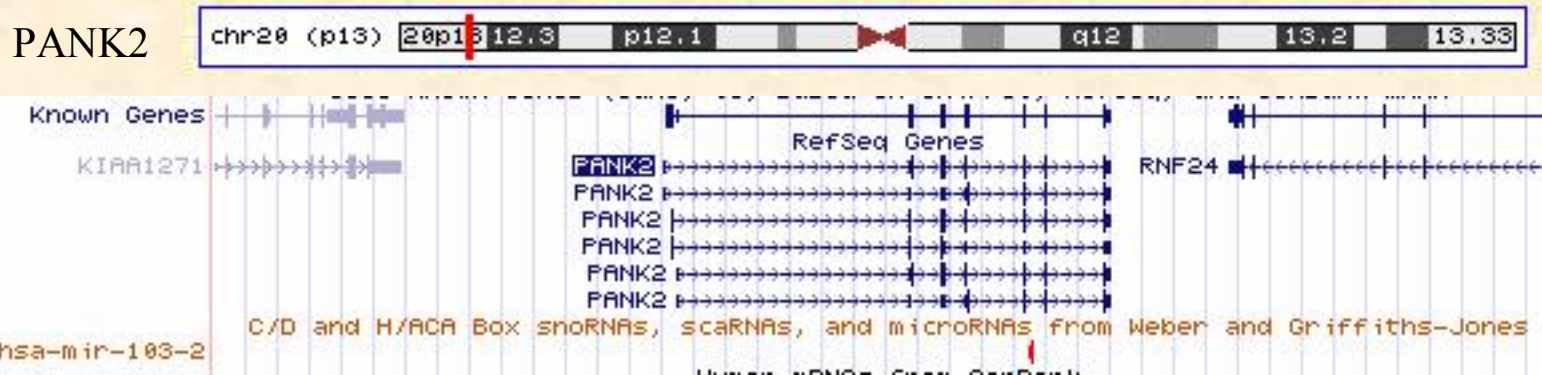 PANK2
chr20 (p13) 20p13 12.3 p12.1 q12 13.2 13.33
Known Genes
RefSeq Genes
KIAA1271 PANK2 RNF24
PANK2
PANK2
PANK2
PANK2
PANK2
C/D and H/ACA Box snoRNAs, scaRNAs, and microRNAs from Weber and Griffiths-Jones
hsa-mir-103-2